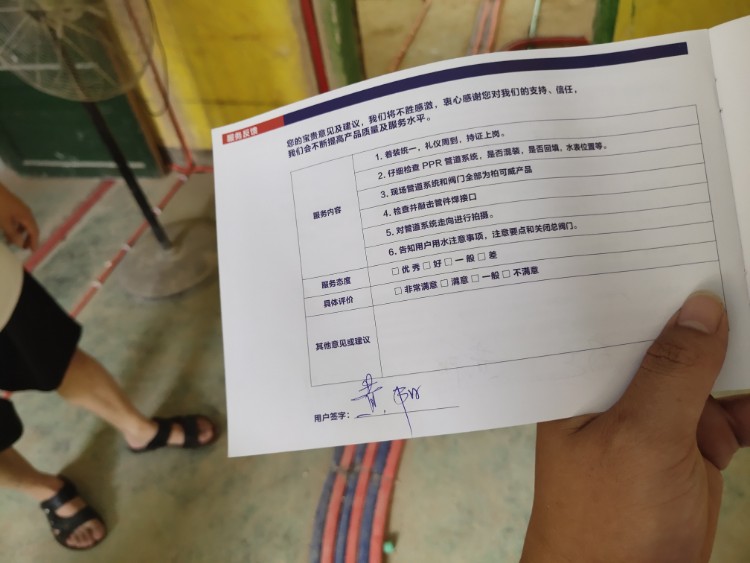 服务反馈
您的宝贵意见及建议，我们将不胜感激，衷心感谢您对我们的支持、信任，
我们会不断提高产品质量及服务水平。
服务内容
1. 着装统一，礼仪周到，持证上岗。
2. 仔细检查 PPR 管道系统，是否混装，是否回填，水表位置等。
3. 现场管道系统和阀门全部为柏可威产品
4. 检查并敲击管件焊接口
5. 对管道系统走向进行拍摄。
6. 告知用户用水注意事项，注意要点和关闭总阀门。
服务态度 □ 优 秀 □ 好 □ 一 般 □ 差
具体评价 □ 非常满意 □ 满意 □ 一般 □ 不满意
其他意见或建议
用户签字：